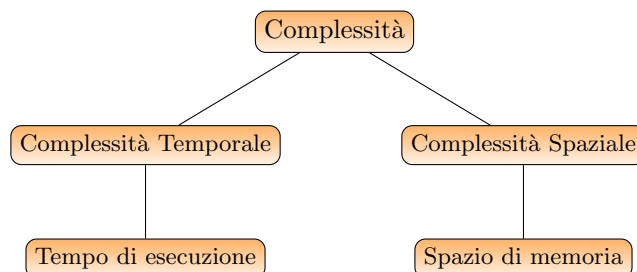 Complessità
Complessità Temporale
Complessità Spaziale
Tempo di esecuzione
Spazio di memoria